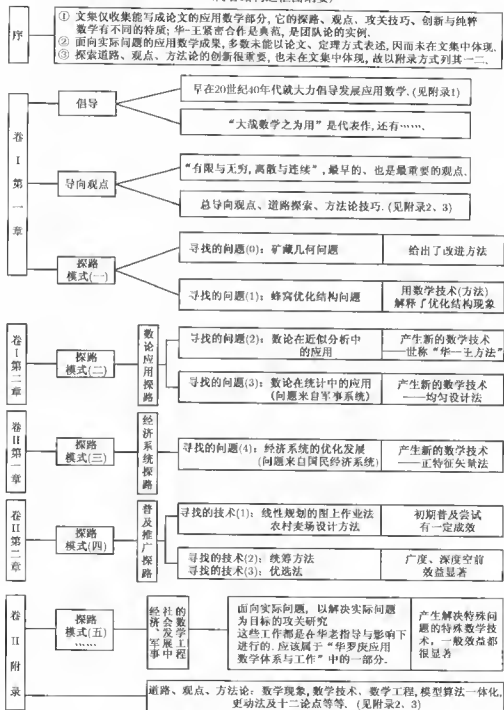 序
① 文集仅收集能写成论文的应用数学部分，它的探路、观点、攻关技巧、创新与纯粹
数学有不同的特质；华－王紧密合作是典范，是团队论的实例.
② 面向实际问题的应用数学成果，多数未能以论文、定理方式表述，因而未在文集中体现.
③ 探索道路、观点、方法论的创新很重要，也未在文集中体现，故以附录方式列其一二.
卷I第一章
倡导
早在20世纪40年代就大力倡导发展应用数学.(见附录1)
“大哉数学之为用”是代表作，还有…….
导向观点
“有限与无穷，离散与连续”，最早的、也是最重要的观点.
总导向观点、道路探索、方法论技巧.(见附录2、3)
探路
模式(一)
寻找的问题(0)：矿藏几何问题
给出了改进方法
寻找的问题(1)：蜂窝优化结构问题
用数学技术(方法)
解释了优化结构现象
卷I第二章
探路
模式(二)
数论应用探路
寻找的问题(2)：数论在近似分析中
的应用
产生新的数学技术
——世称“华－王方法”
寻找的问题(3)：数论在统计中的应用
(问题来自军事系统)
产生新的数学技术
——均匀设计法
卷II第一章
探路
模式(三)
经济系统探路
寻找的问题(4)：经济系统的优化发展
(问题来自国民经济系统)
产生新的数学技术
——正特征矢量法
卷II第二章
探路
模式(四)
普及推广探路
寻找的技术(1)：线性规划的图上作业法
农村麦场设计方法
初期普及尝试
有一定成效
寻找的技术(2)：统筹方法
寻找的技术(3)：优选法
广度、深度空前
效益显著
卷II附录
探路
模式(五)
……
经济、军事
社会发展中
的数学工程
面向实际问题，以解决实际问题
为目标的攻关研究
这些工作都是在华老指导与影响下
进行的.应该属于“华罗庚应用
数学体系与工作”中的一部分.
产生解决特殊问
题的特殊数学技
术，一般效益都
很显著
道路、观点、方法论：数学现象，数学技术、数学工程，模型算法一体化，
更动法及十二论点等等.(见附录2、3)